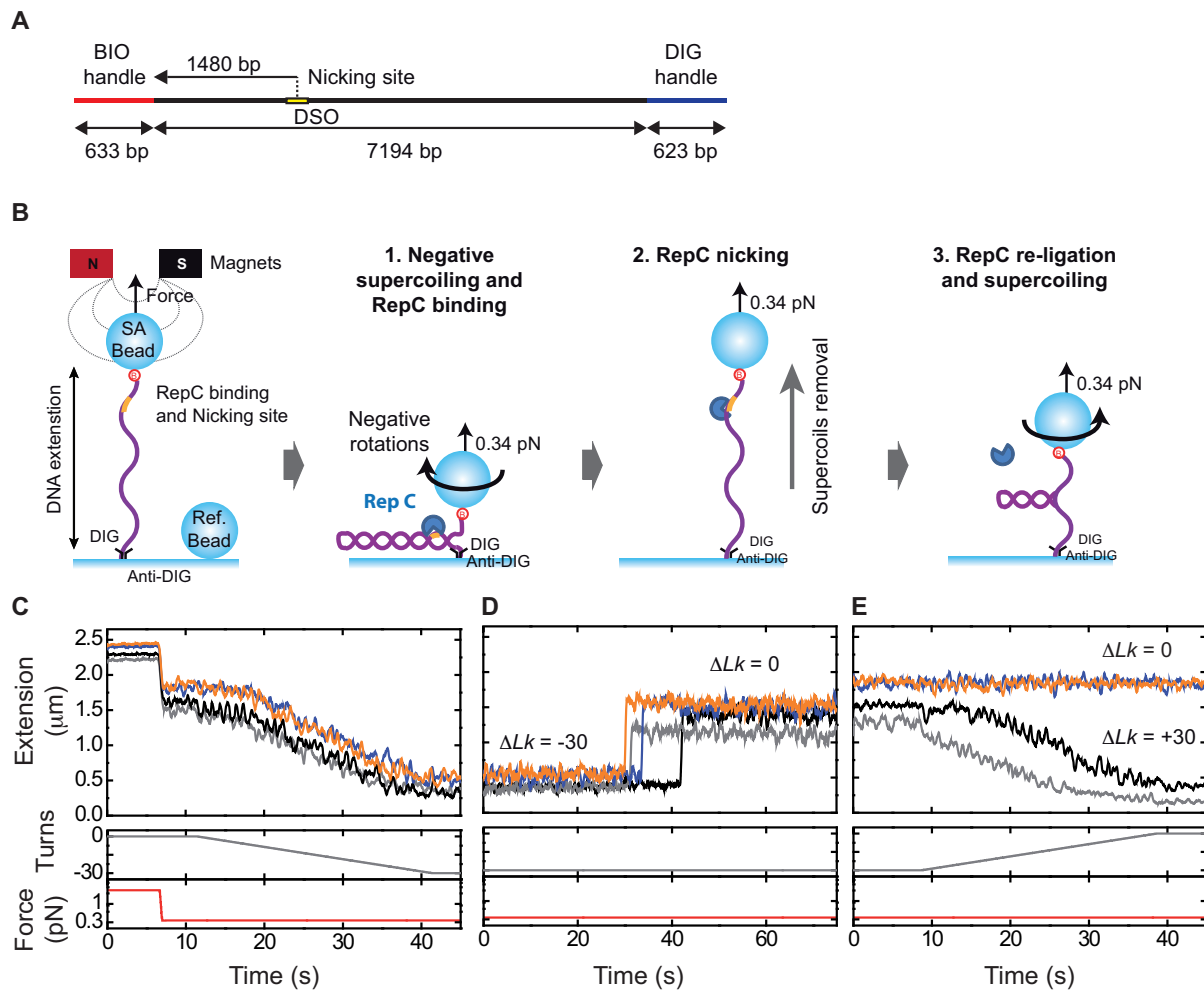 A
BIO
handle
1480 bp
Nicking site
DIG
handle
DSO
633 bp
7194 bp
623 bp
B
N
S
Magnets
Force
SA
Bead
B
RepC binding
and Nicking site
DNA extenstion
DIG
Anti-DIG
Ref.
Bead
1. Negative
supercoiling and
RepC binding
Negative
rotations
0.34 pN
Rep C
B
DIG
Anti-DIG
2. RepC nicking
0.34 pN
B
Supercoils removal
DIG
Anti-DIG
3. RepC re-ligation
and supercoiling
0.34 pN
B
DIG
Anti-DIG
C
D
E
Extension
(μm)
2.5
2.0
1.5
1.0
0.5
0.0
ΔLk = -30
ΔLk = 0
ΔLk = 0
ΔLk = +30
Turns
0
-30
Force
(pN)
1
0.3
0 10 20 30 40
0 20 40 60
0 10 20 30 40
Time (s)
Time (s)
Time (s)